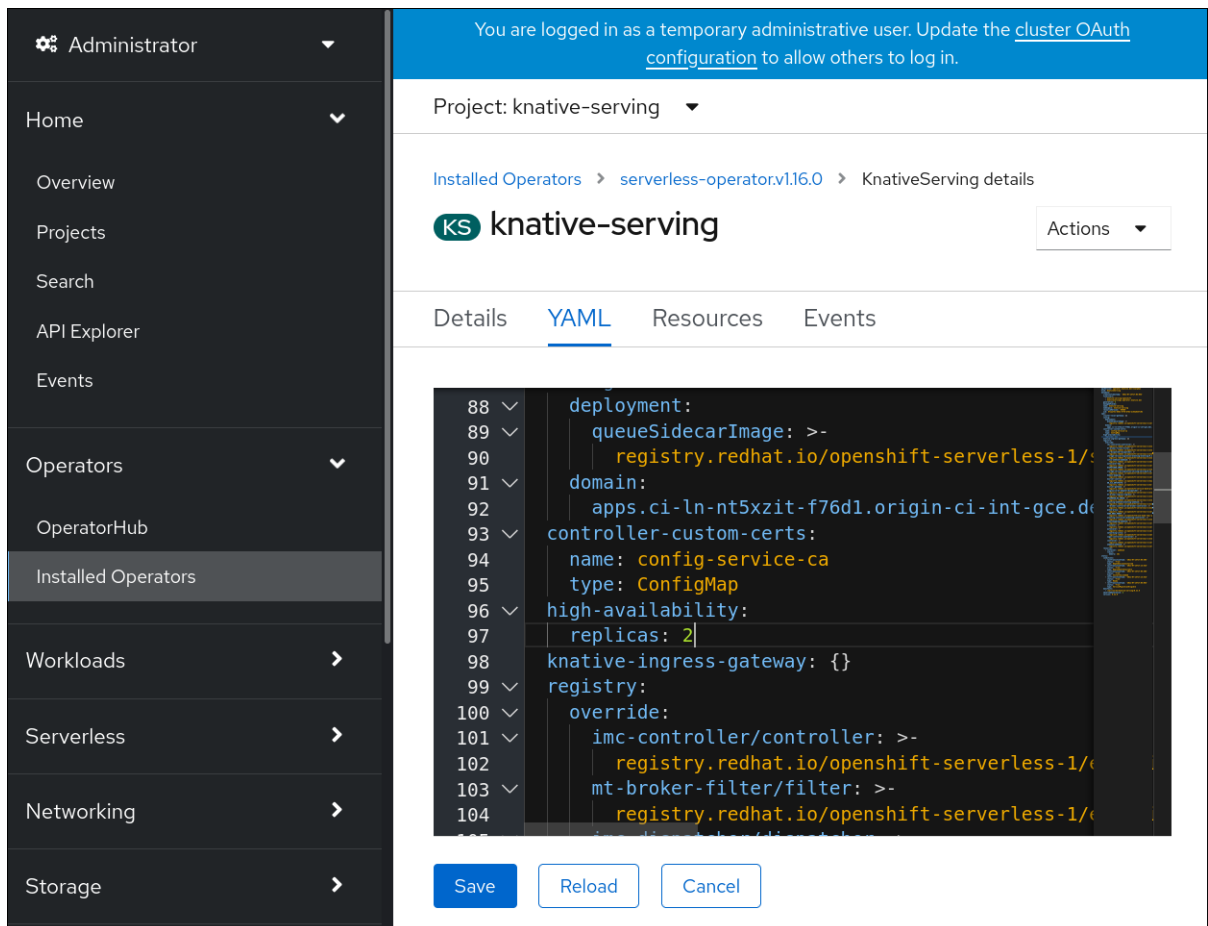 Administrator
Home
Overview
Projects
Search
API Explorer
Events
Operators
OperatorHub
Installed Operators
Workloads
Serverless
Networking
Storage
You are logged in as a temporary administrative user. Update the cluster OAuth
configuration to allow others to log in.
Project: knative-serving
Installed Operators > serverless-operator.v1.16.0 > KnativeServing details
KS knative-serving
Actions
Details YAML Resources Events
88 deployment:
89 queueSidecarImage: >-
90 registry.redhat.io/openshift-serverless-1/
91 domain:
92 apps.ci-ln-nt5xzit-f76d1.origin-ci-int-gce.de
93 controller-custom-certs:
94 name: config-service-ca
95 type: ConfigMap
96 high-availability:
97 replicas: 2
98 knative-ingress-gateway: {}
99 registry:
100 override:
101 imc-controller/controller: >-
102 registry.redhat.io/openshift-serverless-1/
103 mt-broker-filter/filter: >-
104 registry.redhat.io/openshift-serverless-1/
Save Reload Cancel